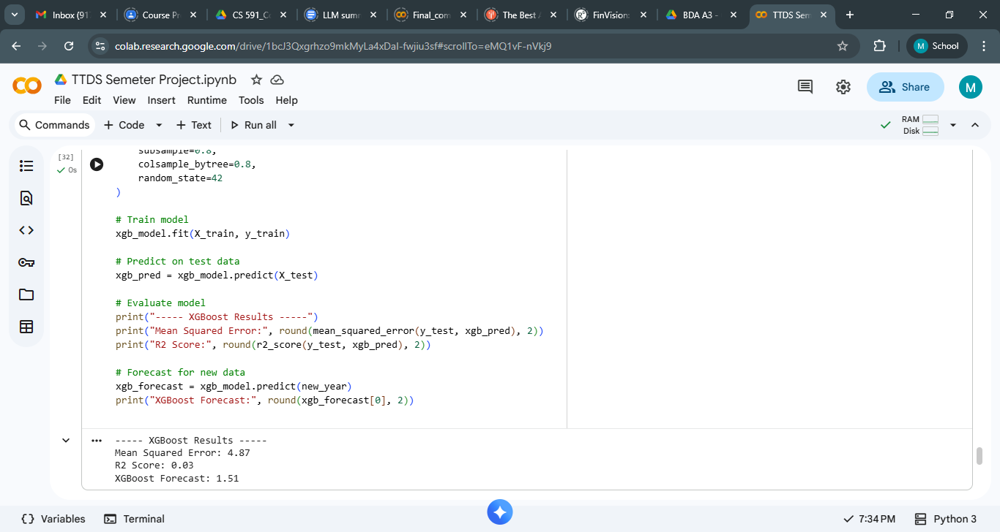 Inbox (91
Course Pr
CS 591_Co
LLM sumr
Final_com
The Best A
FinVision:
BDA A3 -
TTDS Sem
colab.research.google.com/drive/1bcJ3Qxgrhzo9mkMyLa4xDaI-fwjiu3sf#scrollTo=eMQ1vF-nVkj9
M School
TTDS Semeter Project.ipynb
Share
M
File Edit View Insert Runtime Tools Help
Commands + Code + Text Run all
RAM
Disk
[32]
0s
subsample=0.8,
colsample_bytree=0.8,
random_state=42
)
# Train model
xgb_model.fit(X_train, y_train)
# Predict on test data
xgb_pred = xgb_model.predict(X_test)
# Evaluate model
print("----- XGBoost Results -----")
print("Mean Squared Error:", round(mean_squared_error(y_test, xgb_pred), 2))
print("R2 Score:", round(r2_score(y_test, xgb_pred), 2))
# Forecast for new data
xgb_forecast = xgb_model.predict(new_year)
print("XGBoost Forecast:", round(xgb_forecast[0], 2))
----- XGBoost Results -----
Mean Squared Error: 4.87
R2 Score: 0.03
XGBoost Forecast: 1.51
{} Variables Terminal
7:34 PM Python 3